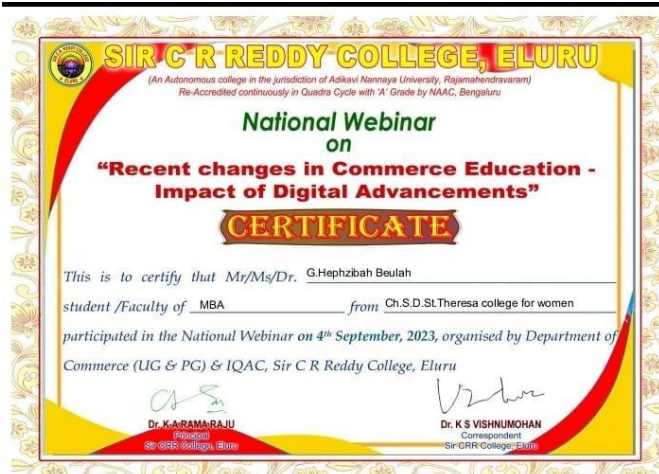 SIR C R REDDY COLLEGE, ELURU
(An Autonomous college in the jurisdiction of Adikavi Nannaya University, Rajamahendravaram)
Re-Accredited continuously in Quadra Cycle with 'A' Grade by NAAC, Bengaluru
National Webinar
on
“Recent changes in Commerce Education -
Impact of Digital Advancements”
CERTIFICATE
This is to certify that Mr/Ms/Dr. G.Hephzibah Beulah
student /Faculty of MBA from Ch.S.D.St.Theresa college for women
participated in the National Webinar on 4th September, 2023, organised by Department of
Commerce (UG & PG) & IQAC, Sir C R Reddy College, Eluru
Dr. K A RAMA RAJU
Principal
Sir CRR College, Eluru
Dr. K S VISHNUMOHAN
Correspondent
Sir CRR College, Eluru